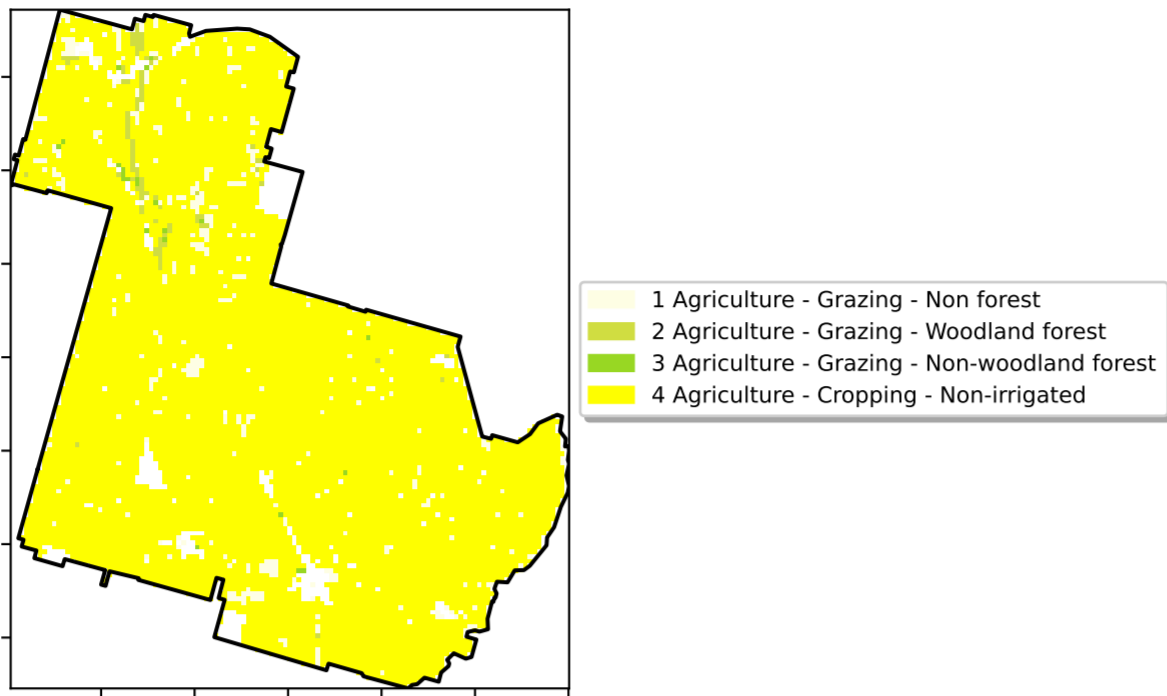 1 Agriculture - Grazing - Non forest
2 Agriculture - Grazing - Woodland forest
3 Agriculture - Grazing - Non-woodland forest
4 Agriculture - Cropping - Non-irrigated